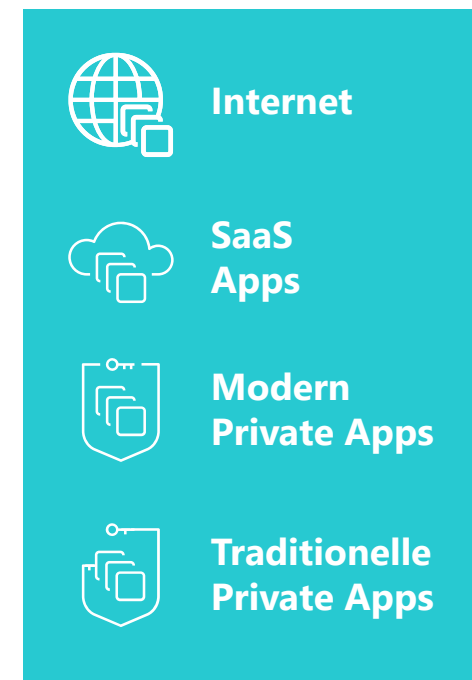 Internet
SaaS
Apps
Modern
Private Apps
Traditionelle
Private Apps